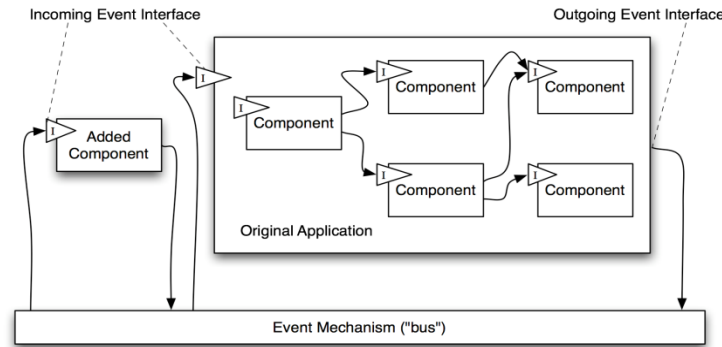 Incoming Event Interface
Outgoing Event Interface
I
I
I
Component
I
Component
I
Component
I
Added
Component
I
Component
I
Component
Original Application
Event Mechanism ("bus")